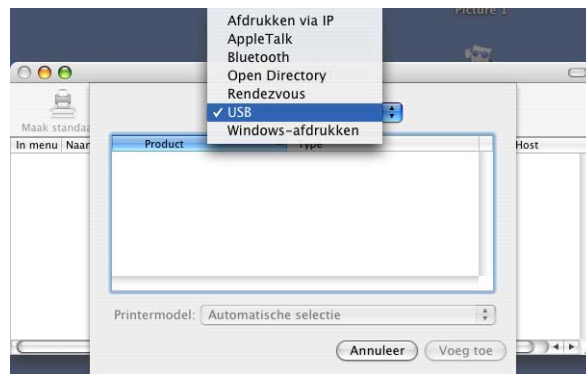 Picture 1
Afdrukken via IP
AppleTalk
Bluetooth
Open Directory
Rendezvous
✓ USB
Windows-afdrukken
Maak standaa
In menu Naar
Product
Type
Host
Printermodel: Automatische selectie
Annuleer Voeg toe